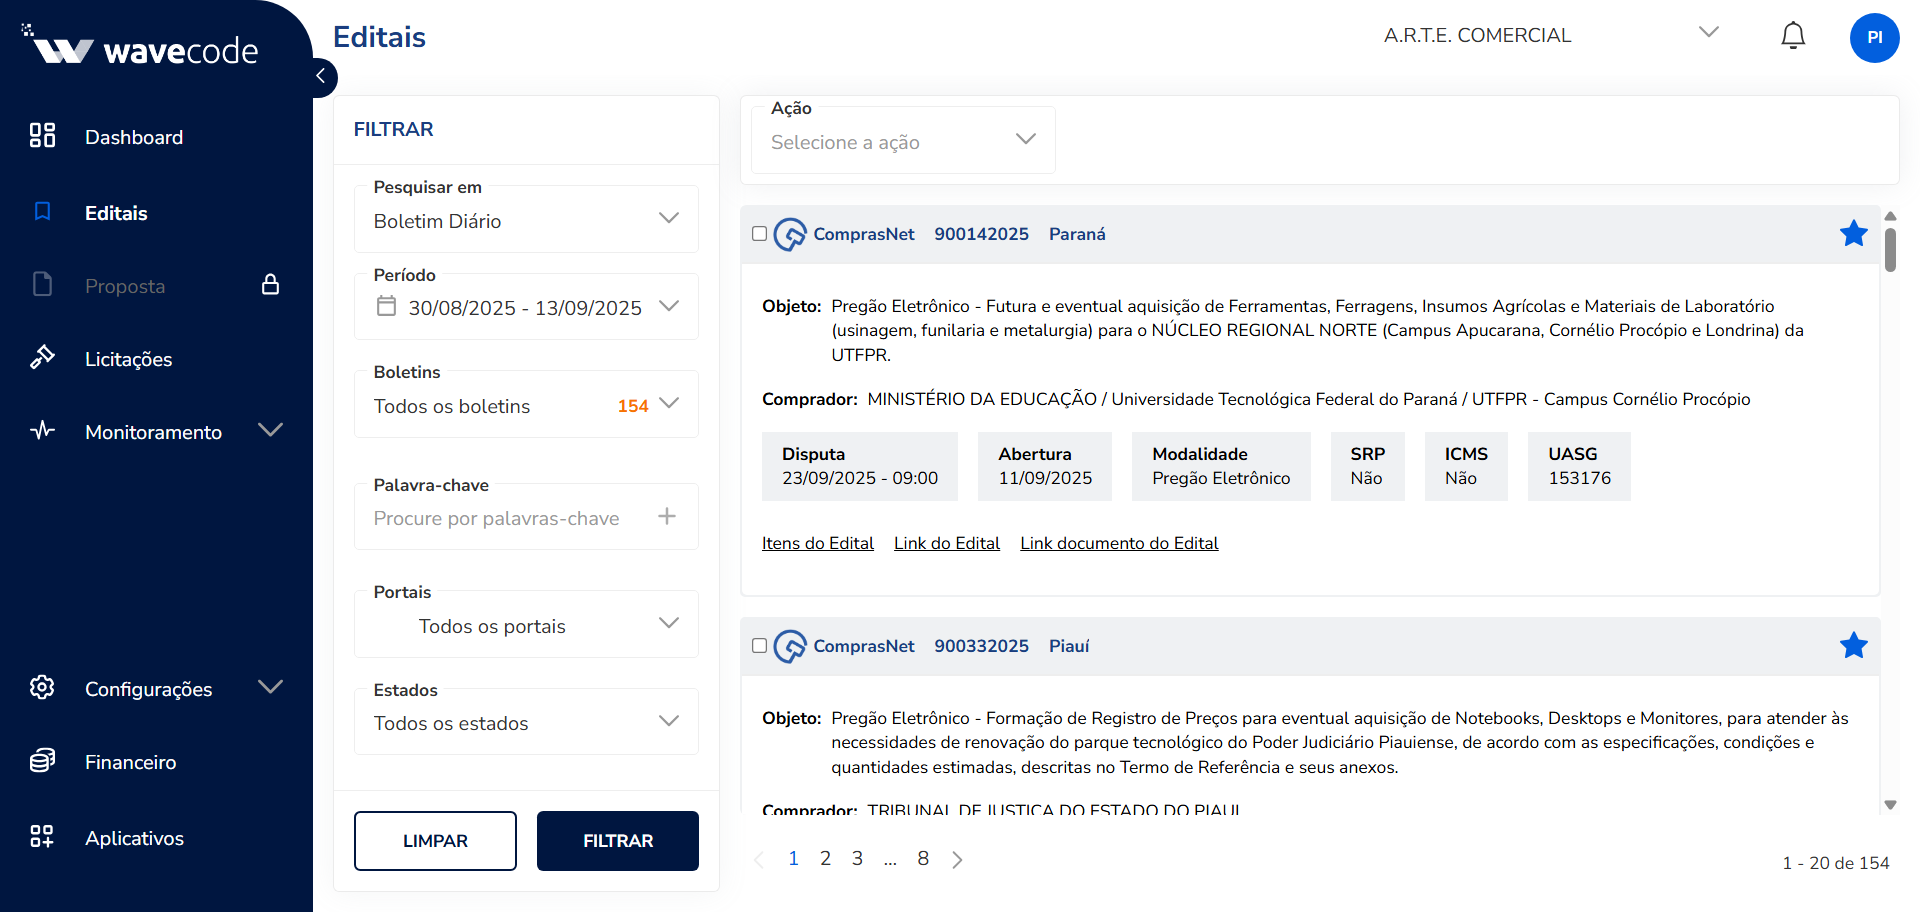 wavecode
Dashboard
Editais
Proposta
Licitações
Monitoramento
Configurações
Financeiro
Aplicativos
Editais
A.R.T.E. COMERCIAL
PI
FILTRAR
Pesquisar em
Boletim Diário
Período
30/08/2025 - 13/09/2025
Boletins
Todos os boletins 154
Palavra-chave
Procure por palavras-chave
Portais
Todos os portais
Estados
Todos os estados
LIMPAR FILTRAR
Ação
Selecione a ação
ComprasNet 900142025 Paraná
Objeto: Pregão Eletrônico - Futura e eventual aquisição de Ferramentas, Ferragens, Insumos Agrícolas e Materiais de Laboratório
(usinagem, funilaria e metalurgia) para o NÚCLEO REGIONAL NORTE (Campus Apucarana, Cornélio Procópio e Londrina) da
UTFPR.
Comprador: MINISTÉRIO DA EDUCAÇÃO / Universidade Tecnológica Federal do Paraná / UTFPR - Campus Cornélio Procópio
Disputa Abertura Modalidade SRP ICMS UASG
23/09/2025 - 09:00 11/09/2025 Pregão Eletrônico Não Não 153176
Itens do Edital Link do Edital Link documento do Edital
ComprasNet 900332025 Piauí
Objeto: Pregão Eletrônico - Formação de Registro de Preços para eventual aquisição de Notebooks, Desktops e Monitores, para atender às
necessidades de renovação do parque tecnológico do Poder Judiciário Piauiense, de acordo com as especificações, condições e
quantidades estimadas, descritas no Termo de Referência e seus anexos.
Comprador: TRIBUNAL DE JUSTICA DO ESTADO DO PIAUI
1 2 3 ... 8
1 - 20 de 154